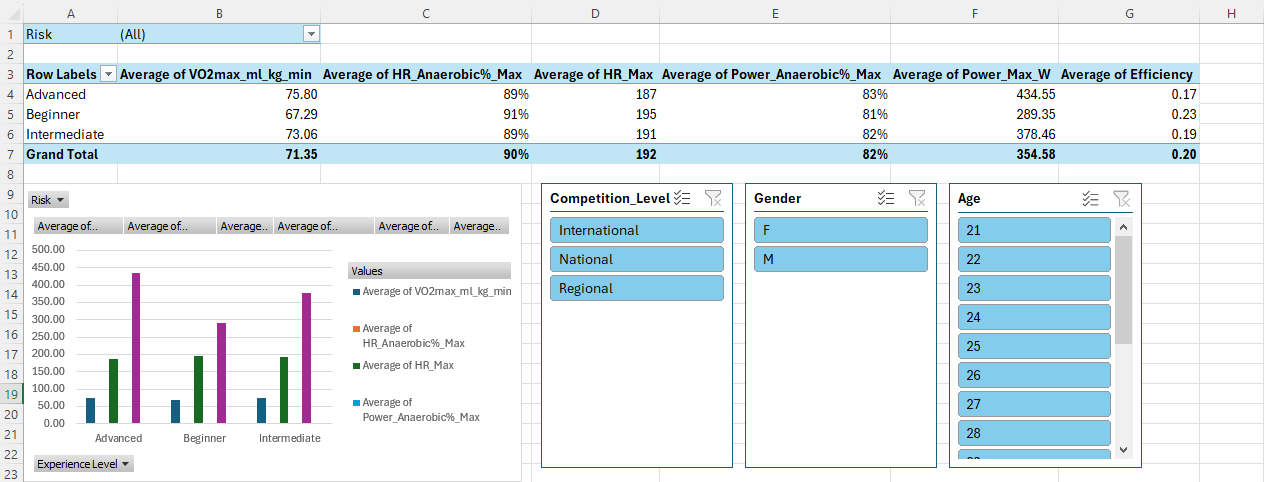 A B C D E F G H
1 Risk (All)
2
3 Row Labels Average of VO2max_ml_kg_min Average of HR_Anaerobic%_Max Average of HR_Max Average of Power_Anaerobic%_Max Average of Power_Max_W Average of Efficiency
4 Advanced 75.80 89% 187 83% 434.55 0.17
5 Beginner 67.29 91% 195 81% 289.35 0.23
6 Intermediate 73.06 89% 191 82% 378.46 0.19
7 Grand Total 71.35 90% 192 82% 354.58 0.20
8
9
10
11
12
13
14
15
16
17
18
19
20
21
22
23
Risk
Average of... Average of... Average.. Average of... Average of... Average..
500.00
450.00
400.00
350.00
300.00
250.00
200.00
150.00
100.00
50.00
0.00
Advanced Beginner Intermediate
Experience Level
Values
Average of VO2max_ml_kg_min
Average of
HR_Anaerobic%_Max
Average of HR_Max
Average of
Power_Anaerobic%_Max
Competition_Level
International
National
Regional
Gender
F
M
Age
21
22
23
24
25
26
27
28